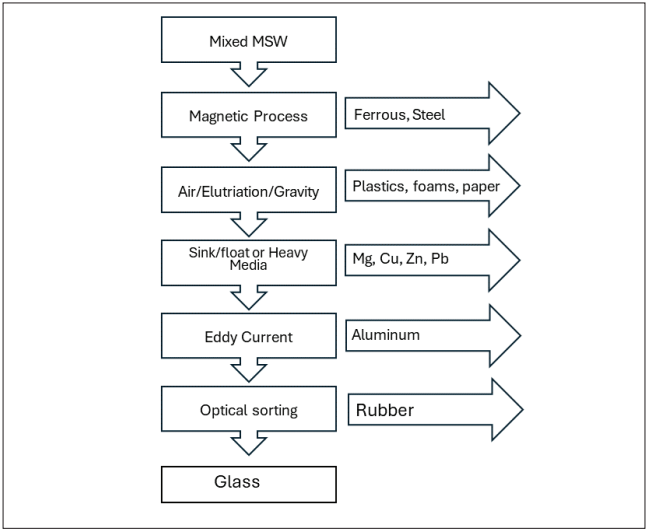 Mixed MSW
Magnetic Process
Ferrous, Steel
Air/Elutriation/Gravity
Plastics, foams, paper
Sink/float or Heavy
Media
Mg, Cu, Zn, Pb
Eddy Current
Aluminum
Optical sorting
Rubber
Glass